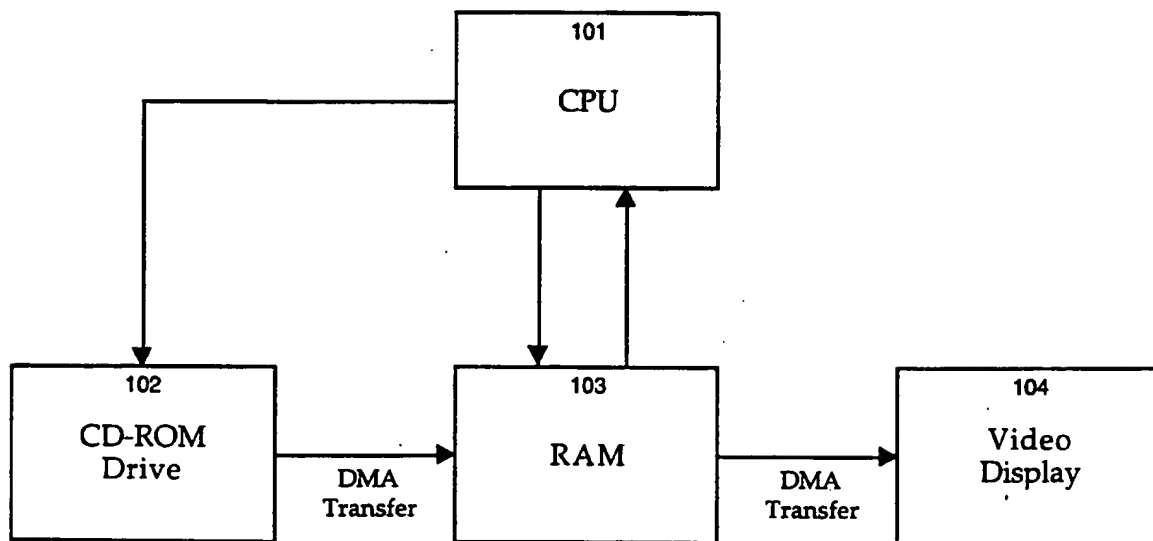 101
CPU
102
CD-ROM
Drive
DMA
Transfer
103
RAM
DMA
Transfer
104
Video
Display